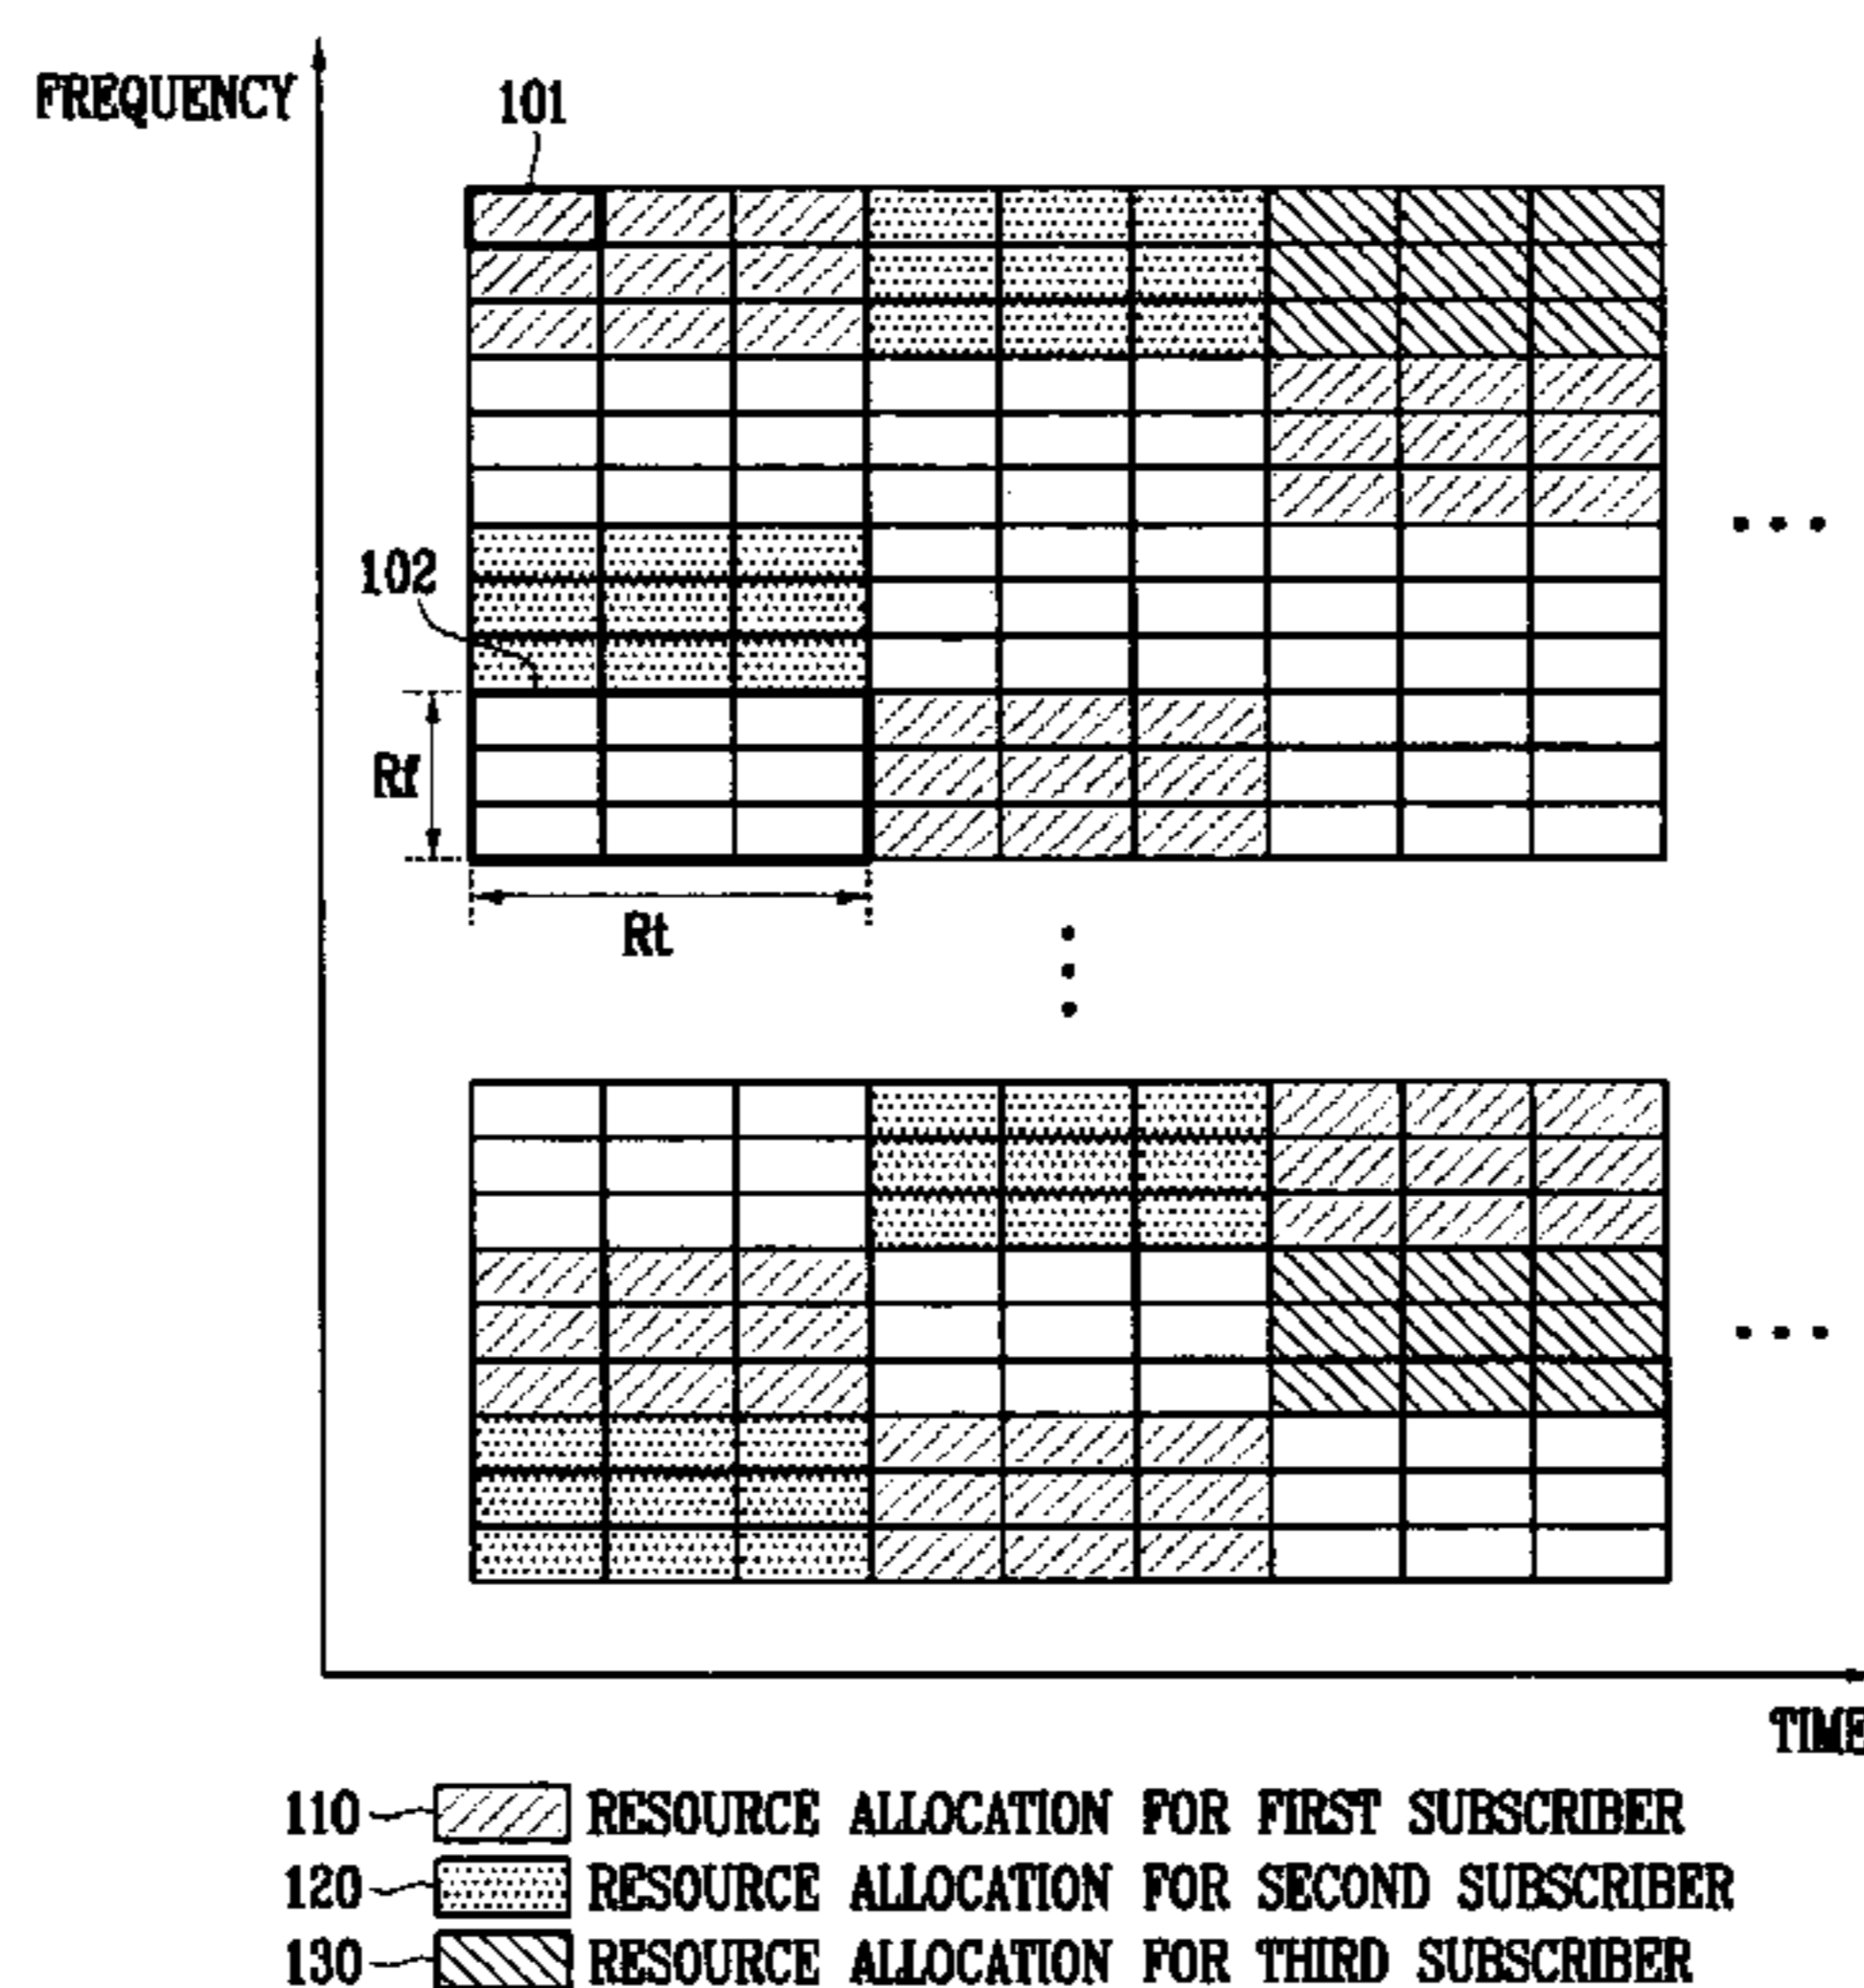 FREQUENCY
101
102
Rf
Rt
TIME
110 RESOURCE ALLOCATION FOR FIRST SUBSCRIBER
120 RESOURCE ALLOCATION FOR SECOND SUBSCRIBER
130 RESOURCE ALLOCATION FOR THIRD SUBSCRIBER